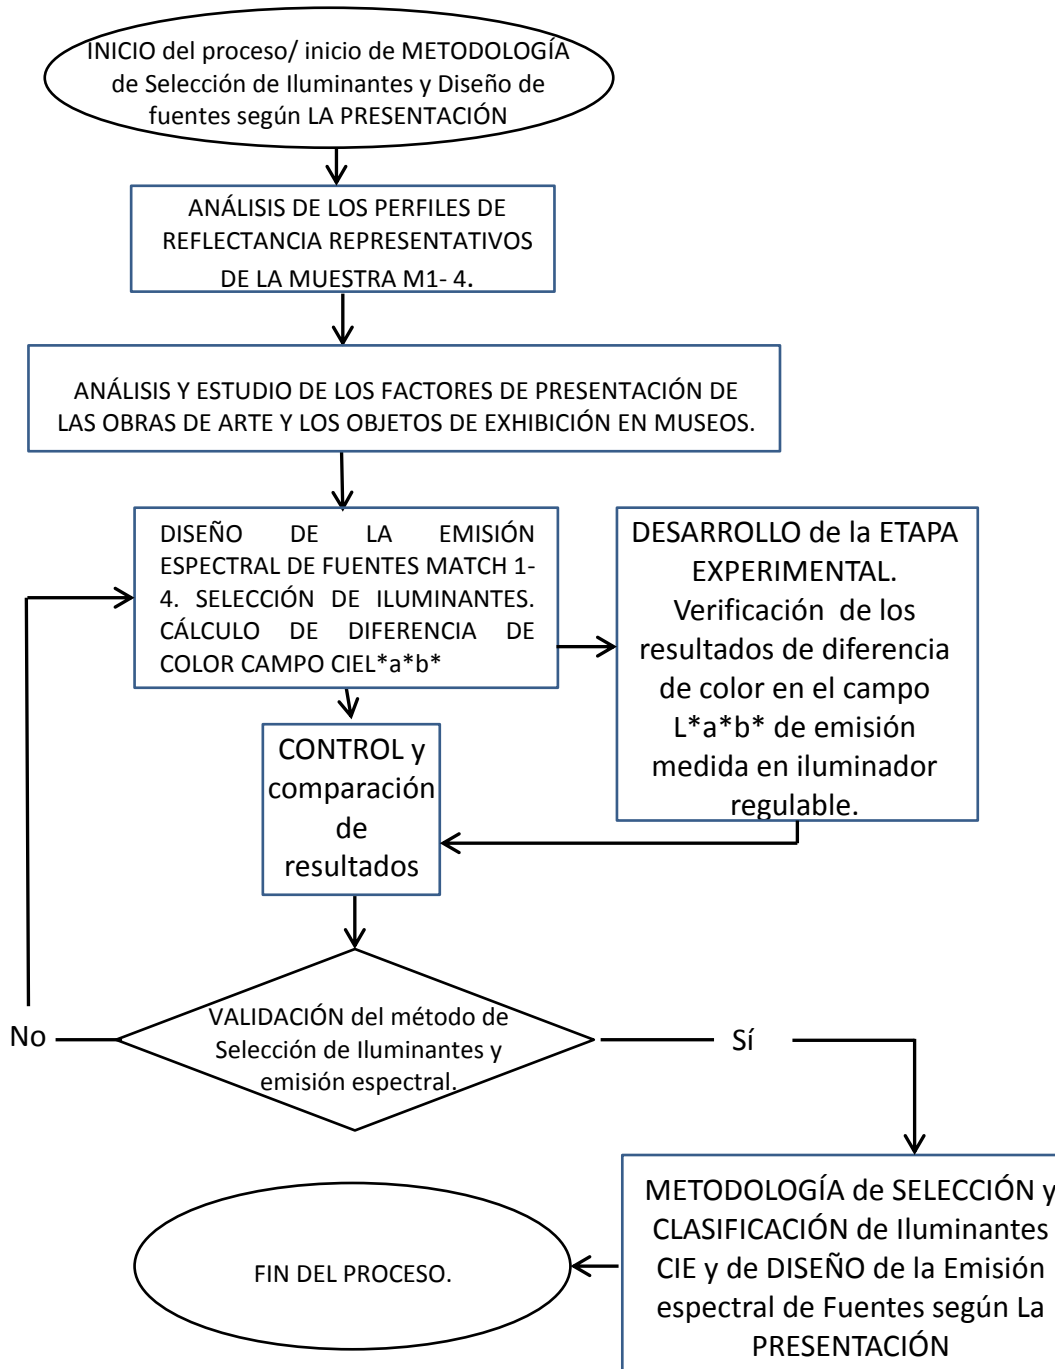 INICIO del proceso/ inicio de METODOLOGÍA
de Selección de Iluminantes y Diseño de
fuentes según LA PRESENTACIÓN
ANÁLISIS DE LOS PERFILES DE
REFLECTANCIA REPRESENTATIVOS
DE LA MUESTRA M1- 4.
ANÁLISIS Y ESTUDIO DE LOS FACTORES DE PRESENTACIÓN DE
LAS OBRAS DE ARTE Y LOS OBJETOS DE EXHIBICIÓN EN MUSEOS.
DISEÑO DE LA EMISIÓN
ESPECTRAL DE FUENTES MATCH 1-
4. SELECCIÓN DE ILUMINANTES.
CÁLCULO DE DIFERENCIA DE
COLOR CAMPO CIEL*a*b*
DESARROLLO de la ETAPA
EXPERIMENTAL.
Verificación de los
resultados de diferencia
de color en el campo
L*a*b* de emisión
medida en iluminador
regulable.
CONTROL y
comparación
de
resultados
VALIDACIÓN del método de
Selección de Iluminantes y
emisión espectral.
No
Sí
METODOLOGÍA de SELECCIÓN y
CLASIFICACIÓN de Iluminantes
CIE y de DISEÑO de la Emisión
espectral de Fuentes según La
PRESENTACIÓN
FIN DEL PROCESO.